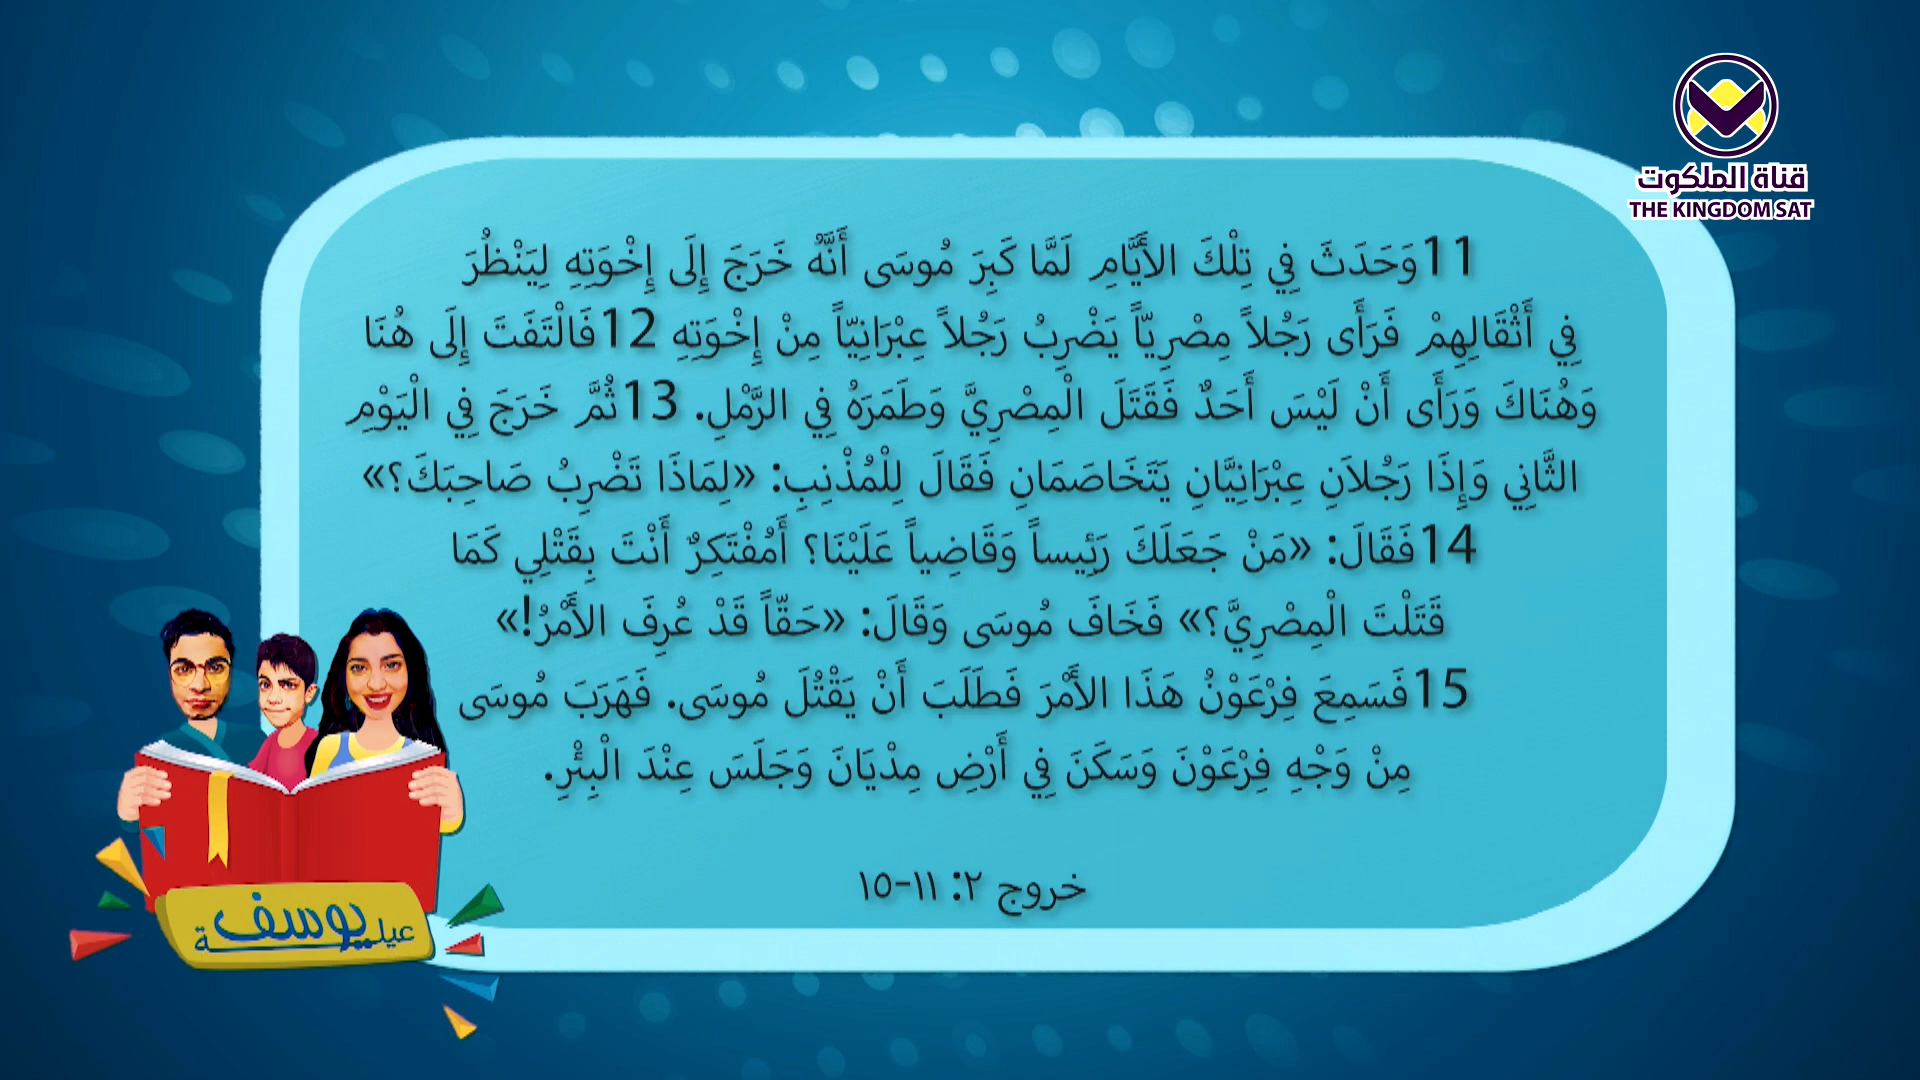 قناة الملكوت
THE KINGDOM SAT
11وَحَدَثَ فِي تِلْكَ الأَيَّامِ لَمَّا كَبِرَ مُوسَى أَنَّهُ خَرَجَ إِلَى إِخْوَتِهِ لِيَنْظُرَ
فِي أَثْقَالِهِمْ فَرَأَى رَجُلاً مِصْرِيّاً يَضْرِبُ رَجُلاً عِبْرَانِيّاً مِنْ إِخْوَتِهِ 12فَالْتَفَتَ إِلَى هُنَا
وَهُنَاكَ وَرَأَى أَنْ لَيْسَ أَحَدٌ فَقَتَلَ الْمِصْرِيَّ وَطَمَرَهُ فِي الرَّمْلِ. 13ثُمَّ خَرَجَ فِي الْيَوْمِ
الثَّانِي وَإِذَا رَجُلاَنِ عِبْرَانِيَّانِ يَتَخَاصَمَانِ فَقَالَ لِلْمُذْنِبِ: «لِمَاذَا تَضْرِبُ صَاحِبَكَ؟»
14فَقَالَ: «مَنْ جَعَلَكَ رَئِيساً وَقَاضِياً عَلَيْنَا؟ أَمُفْتَكِرٌ أَنْتَ بِقَتْلِي كَمَا
قَتَلْتَ الْمِصْرِيَّ؟» فَخَافَ مُوسَى وَقَالَ: «حَقّاً قَدْ عُرِفَ الأَمْرُ!»
15فَسَمِعَ فِرْعَوْنُ هَذَا الأَمْرَ فَطَلَبَ أَنْ يَقْتُلَ مُوسَى. فَهَرَبَ مُوسَى
مِنْ وَجْهِ فِرْعَوْنَ وَسَكَنَ فِي أَرْضِ مِدْيَانَ وَجَلَسَ عِنْدَ الْبِئْرِ.
خروج ٢: ١١-١٥
عيلة يوسف